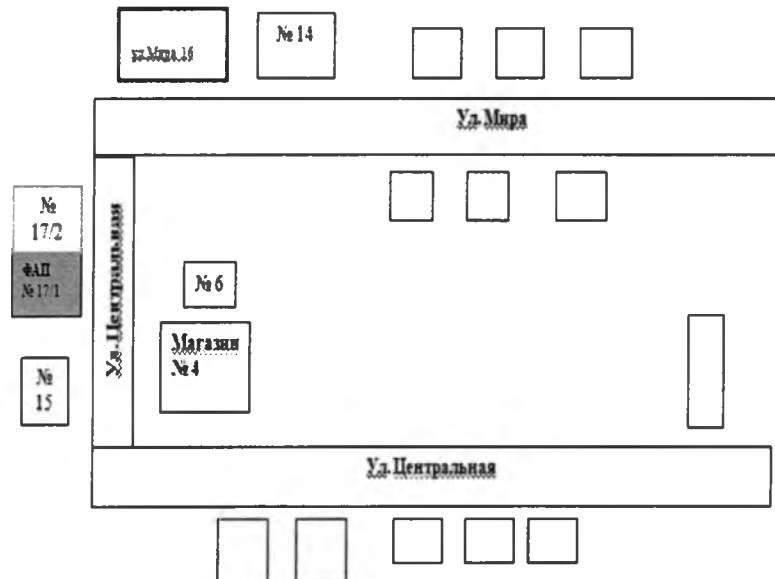 ул.Мира.16
№ 14
Ул.Мира
№
17/2
ФАП
№ 17/1
Ул.Центральная
№ 6
Магазин
№ 4
№
15
Ул.Центральная